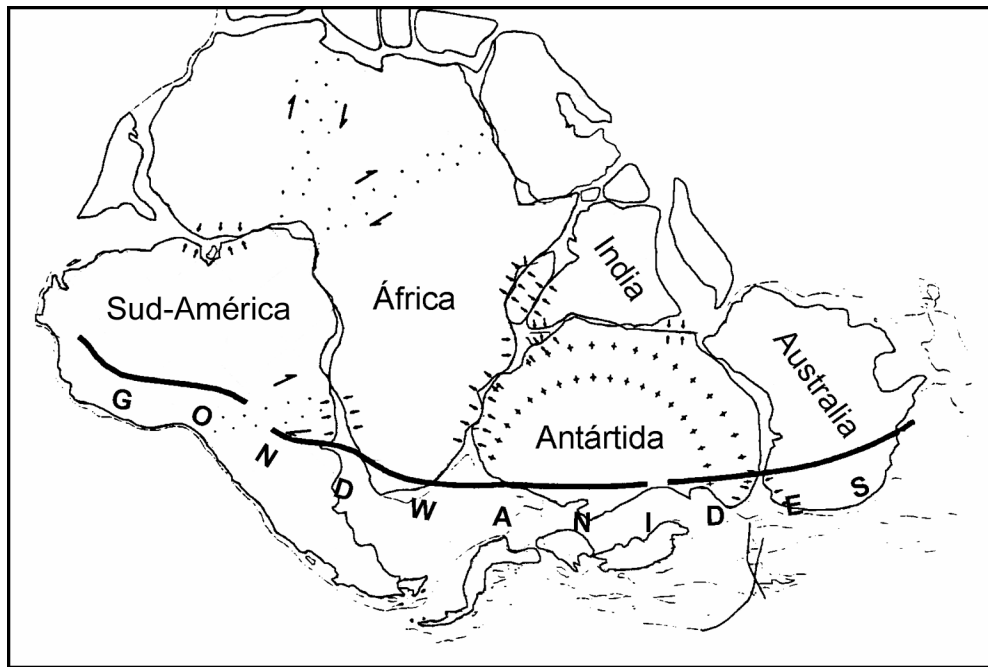 Sud-América
África
India
Australia
Antártida
G O N D W A N I D E S